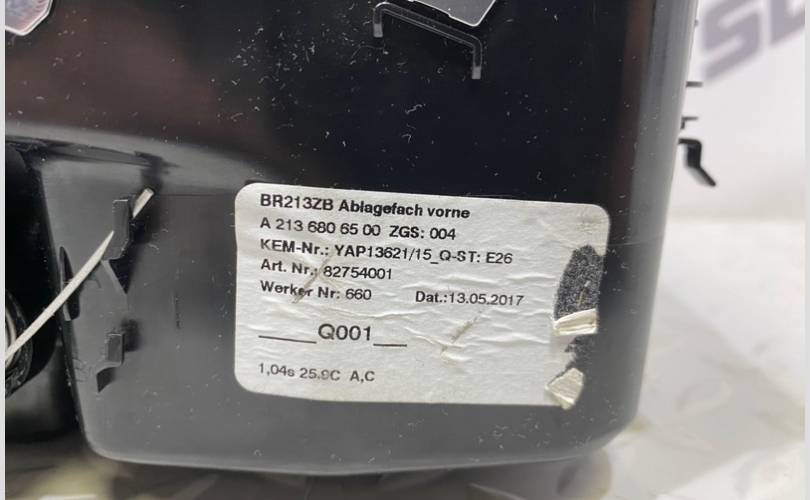 BR213ZB Ablagefach vorne
A 213 680 65 00 ZGS: 004
KEM-Nr.: YAP13621/15_Q-ST: E26
Art. Nr.: 82754001
Werker Nr: 660 Dat.:13.05.2017
_____Q001___
1,04s 25.9C A,C